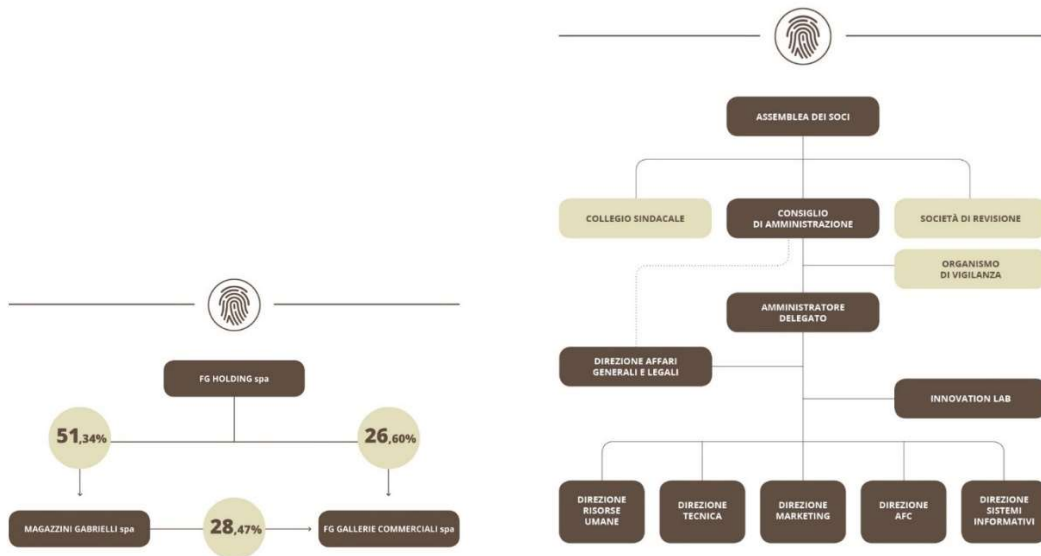 FG HOLDING spa
51,34%
26,60%
MAGAZZINI GABRIELLI spa
28,47%
FG GALLERIE COMMERCIALI spa
ASSEMBLEA DEI SOCI
COLLEGIO SINDACALE
CONSIGLIO
DI AMMINISTRAZIONE
SOCIETÀ DI REVISIONE
ORGANISMO
DI VIGILANZA
AMMINISTRATORE
DELEGATO
DIREZIONE AFFARI
GENERALI E LEGALI
INNOVATION LAB
DIREZIONE
RISORSE
UMANE
DIREZIONE
TECNICA
DIREZIONE
MARKETING
DIREZIONE
AFC
DIREZIONE
SISTEMI
INFORMATIVI